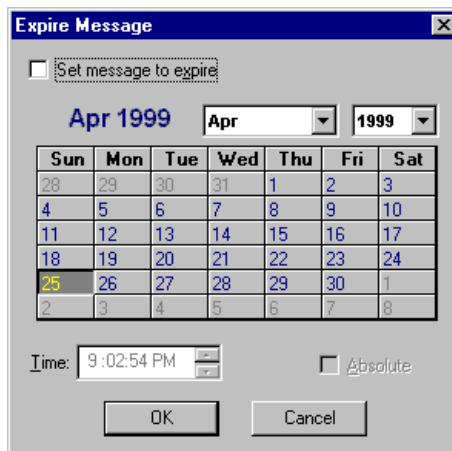 Expire Message
Set message to expire
Apr 1999 Apr 1999
Sun Mon Tue Wed Thu Fri Sat
28 29 30 31 1 2 3
4 5 6 7 8 9 10
11 12 13 14 15 16 17
18 19 20 21 22 23 24
25 26 27 28 29 30 1
2 3 4 5 6 7 8
Time: 9:02:54 PM Absolute
OK Cancel